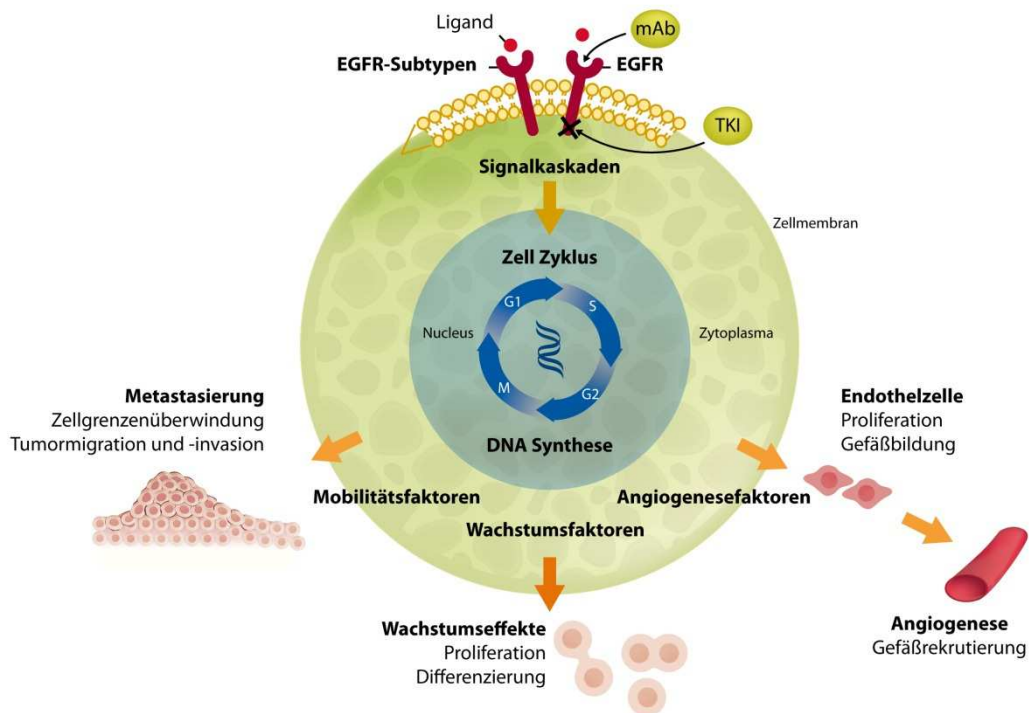 Ligand
mAb
EGFR-Subtypen
EGFR
TKI
Signalkaskaden
Zellmembran
Zell Zyklus
G1
S
Nucleus
Zytoplasma
M
G2
DNA Synthese
Metastasierung
Zellgrenzenüberwindung
Tumormigration und -invasion
Endothelzelle
Proliferation
Gefäßbildung
Mobilitätsfaktoren
Angiogenesefaktoren
Wachstumsfaktoren
Wachstumseffekte
Proliferation
Differenzierung
Angiogenese
Gefäßrekrutierung